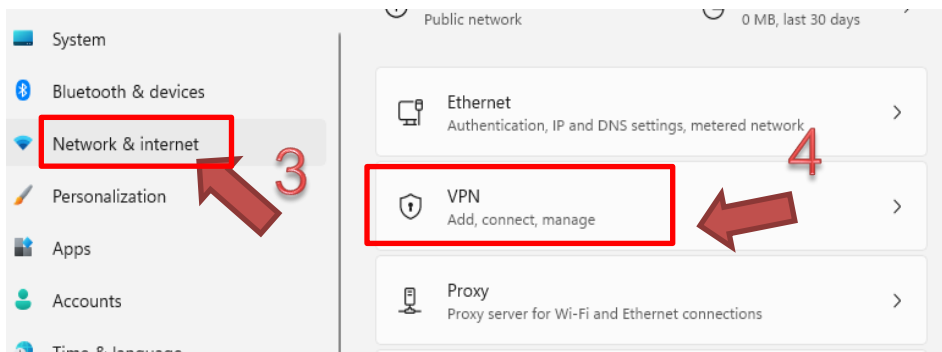 System
Bluetooth & devices
Network & internet
3
Personalization
Apps
Accounts
Time & language
Public network
0 MB, last 30 days
Ethernet
Authentication, IP and DNS settings, metered network
4
VPN
Add, connect, manage
Proxy
Proxy server for Wi-Fi and Ethernet connections